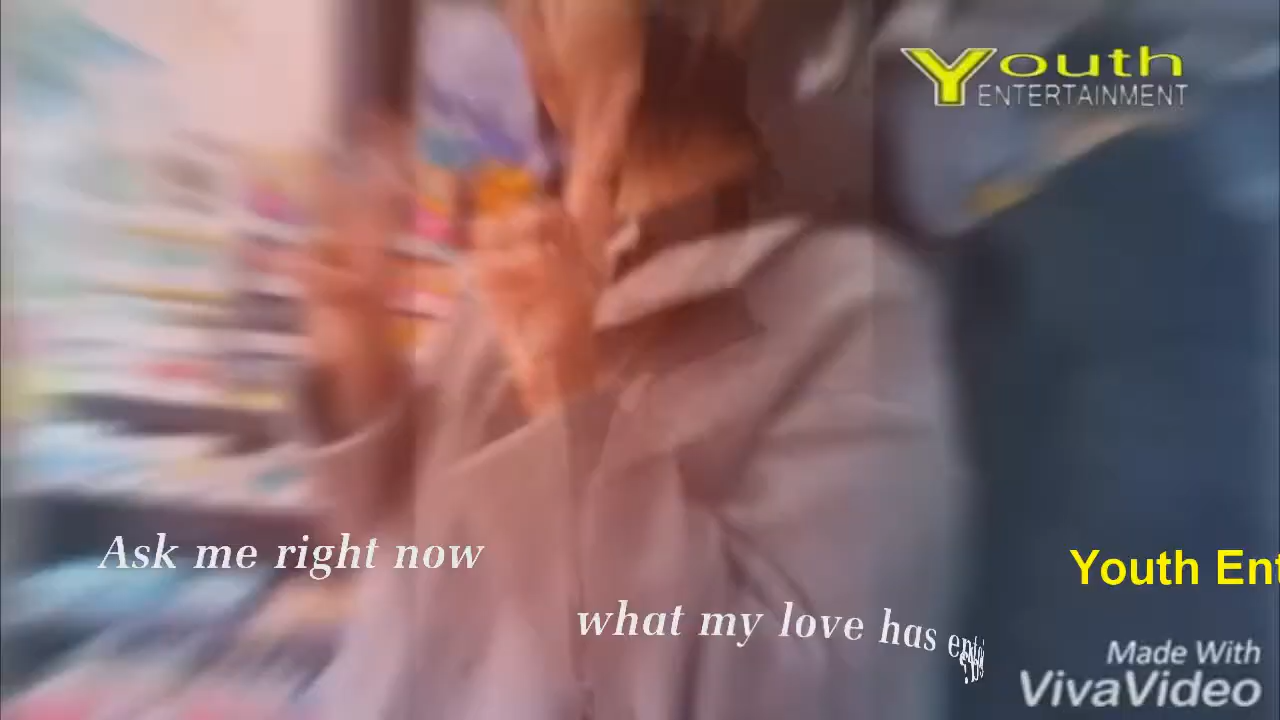 Youth
ENTERTAINMENT
Ask me right now
what my love has
Youth Ent
Made With
VivaVideo